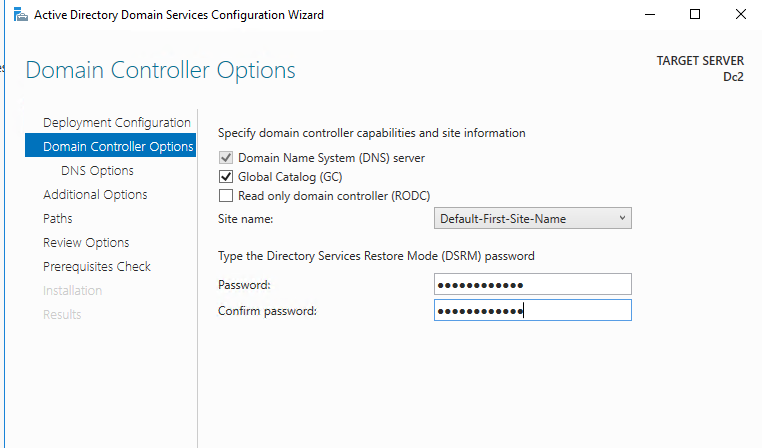 Active Directory Domain Services Configuration Wizard
Domain Controller Options
TARGET SERVER
Dc2
Deployment Configuration
Domain Controller Options
DNS Options
Additional Options
Paths
Review Options
Prerequisites Check
Installation
Results
Specify domain controller capabilities and site information
Domain Name System (DNS) server
Global Catalog (GC)
Read only domain controller (RODC)
Site name: Default-First-Site-Name
Type the Directory Services Restore Mode (DSRM) password
Password: ●●●●●●●●●●●●
Confirm password: ●●●●●●●●●●●●